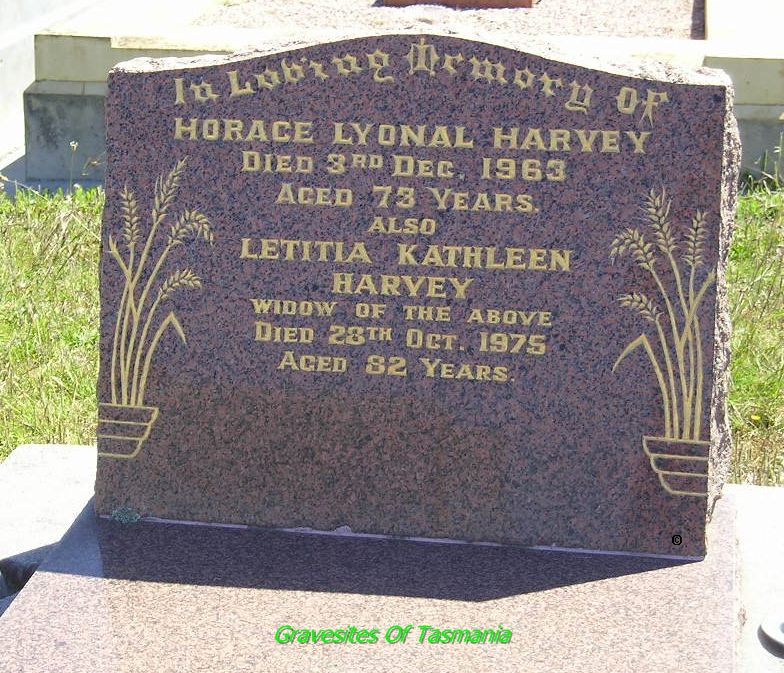 In Loving Memory Of
HORACE LYONAL HARVEY
DIED 3RD DEC. 1963
AGED 73 YEARS.
ALSO
LETITIA KATHLEEN
HARVEY
WIDOW OF THE ABOVE
DIED 28TH OCT. 1975
AGED 82 YEARS.
©
Gravesites Of Tasmania